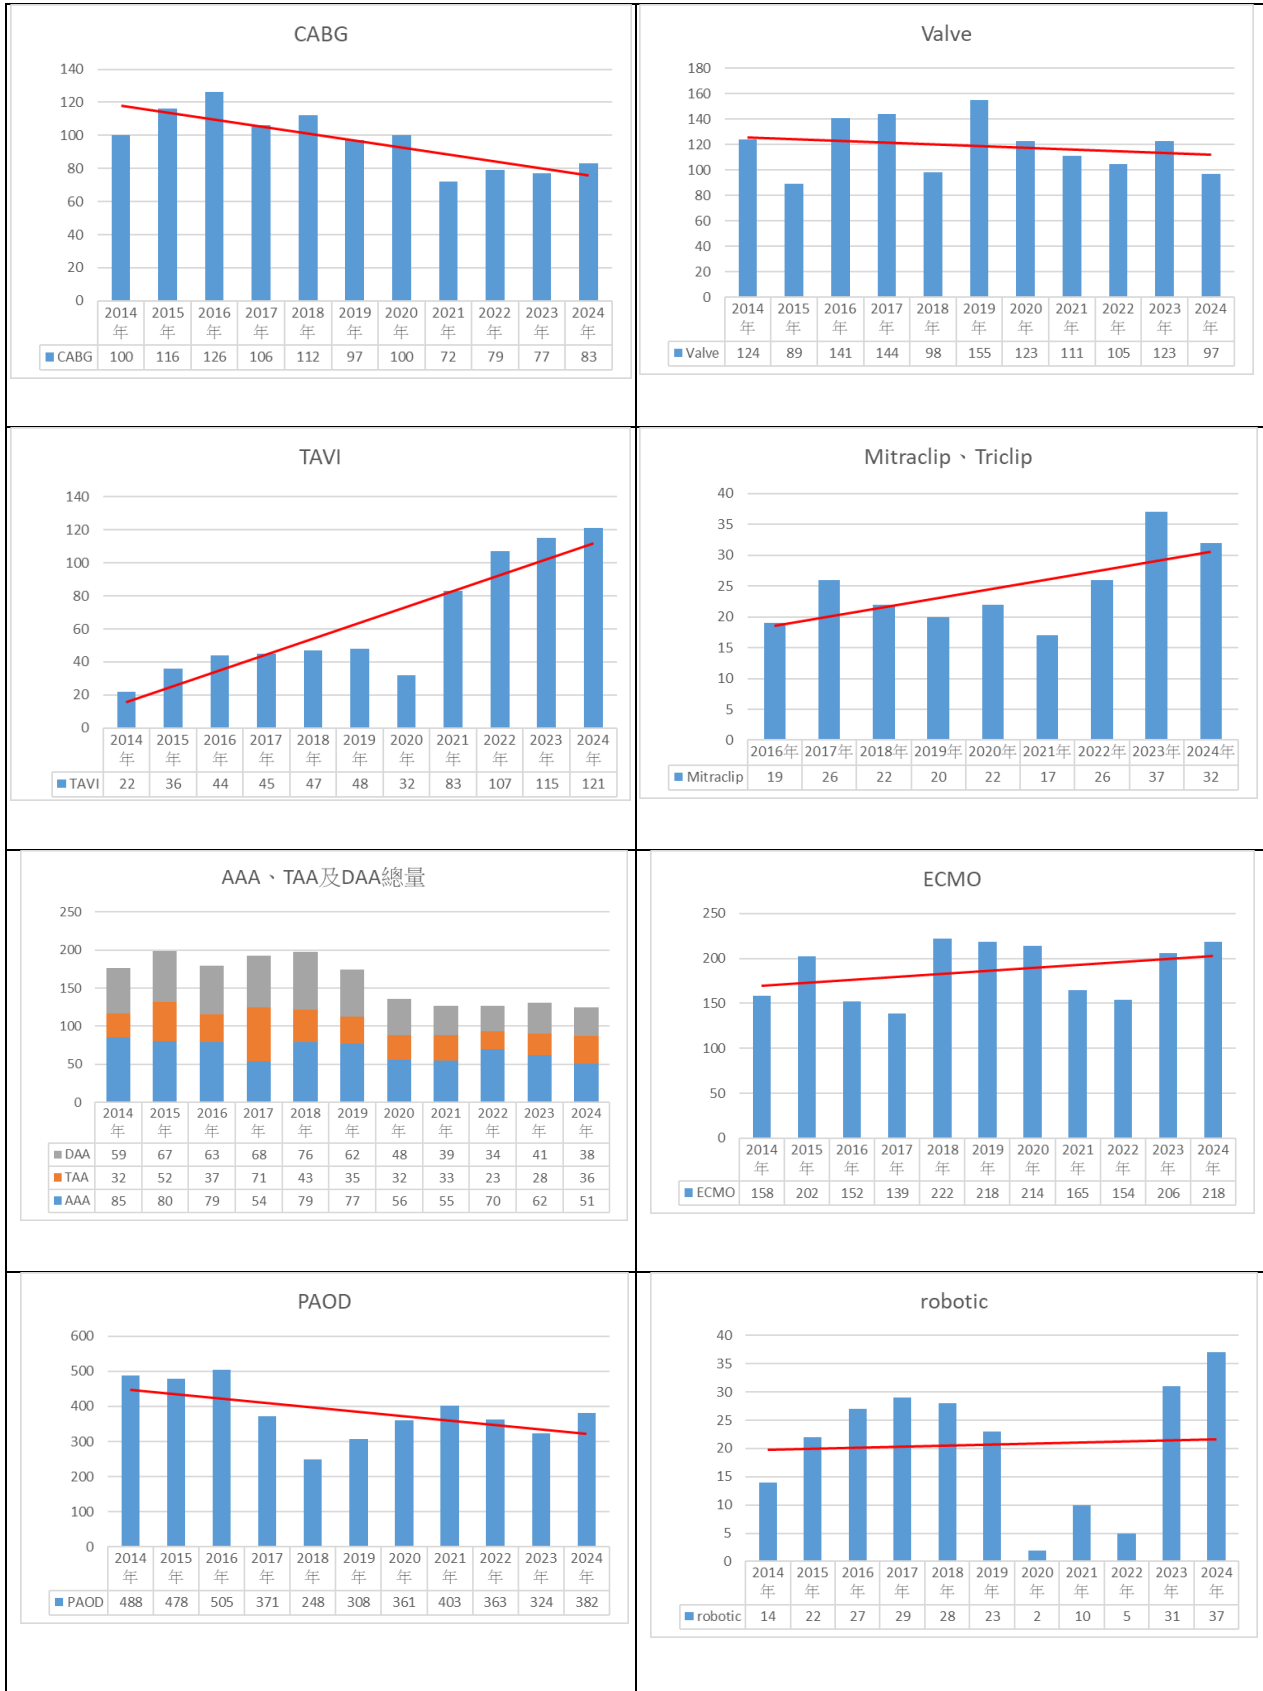 CABG
140
120
100
80
60
40
20
0
2014年 2015年 2016年 2017年 2018年 2019年 2020年 2021年 2022年 2023年 2024年
CABG 100 116 126 106 112 97 100 72 79 77 83
Valve
180
160
140
120
100
80
60
40
20
0
2014年 2015年 2016年 2017年 2018年 2019年 2020年 2021年 2022年 2023年 2024年
Valve 124 89 141 144 98 155 123 111 105 123 97
TAVI
140
120
100
80
60
40
20
0
2014年 2015年 2016年 2017年 2018年 2019年 2020年 2021年 2022年 2023年 2024年
TAVI 22 36 44 45 47 48 32 83 107 115 121
Mitraclip、Triclip
40
35
30
25
20
15
10
5
0
2016年 2017年 2018年 2019年 2020年 2021年 2022年 2023年 2024年
Mitraclip 19 26 22 20 22 17 26 37 32
AAA、TAA及DAA總量
250
200
150
100
50
0
2014年 2015年 2016年 2017年 2018年 2019年 2020年 2021年 2022年 2023年 2024年
DAA 59 67 63 68 76 62 48 39 34 41 38
TAA 32 52 37 71 43 35 32 33 23 28 36
AAA 85 80 79 54 79 77 56 55 70 62 51
ECMO
250
200
150
100
50
0
2014年 2015年 2016年 2017年 2018年 2019年 2020年 2021年 2022年 2023年 2024年
ECMO 158 202 152 139 222 218 214 165 154 206 218
PAOD
600
500
400
300
200
100
0
2014年 2015年 2016年 2017年 2018年 2019年 2020年 2021年 2022年 2023年 2024年
PAOD 488 478 505 371 248 308 361 403 363 324 382
robotic
40
35
30
25
20
15
10
5
0
2014年 2015年 2016年 2017年 2018年 2019年 2020年 2021年 2022年 2023年 2024年
robotic 14 22 27 29 28 23 2 10 5 31 37